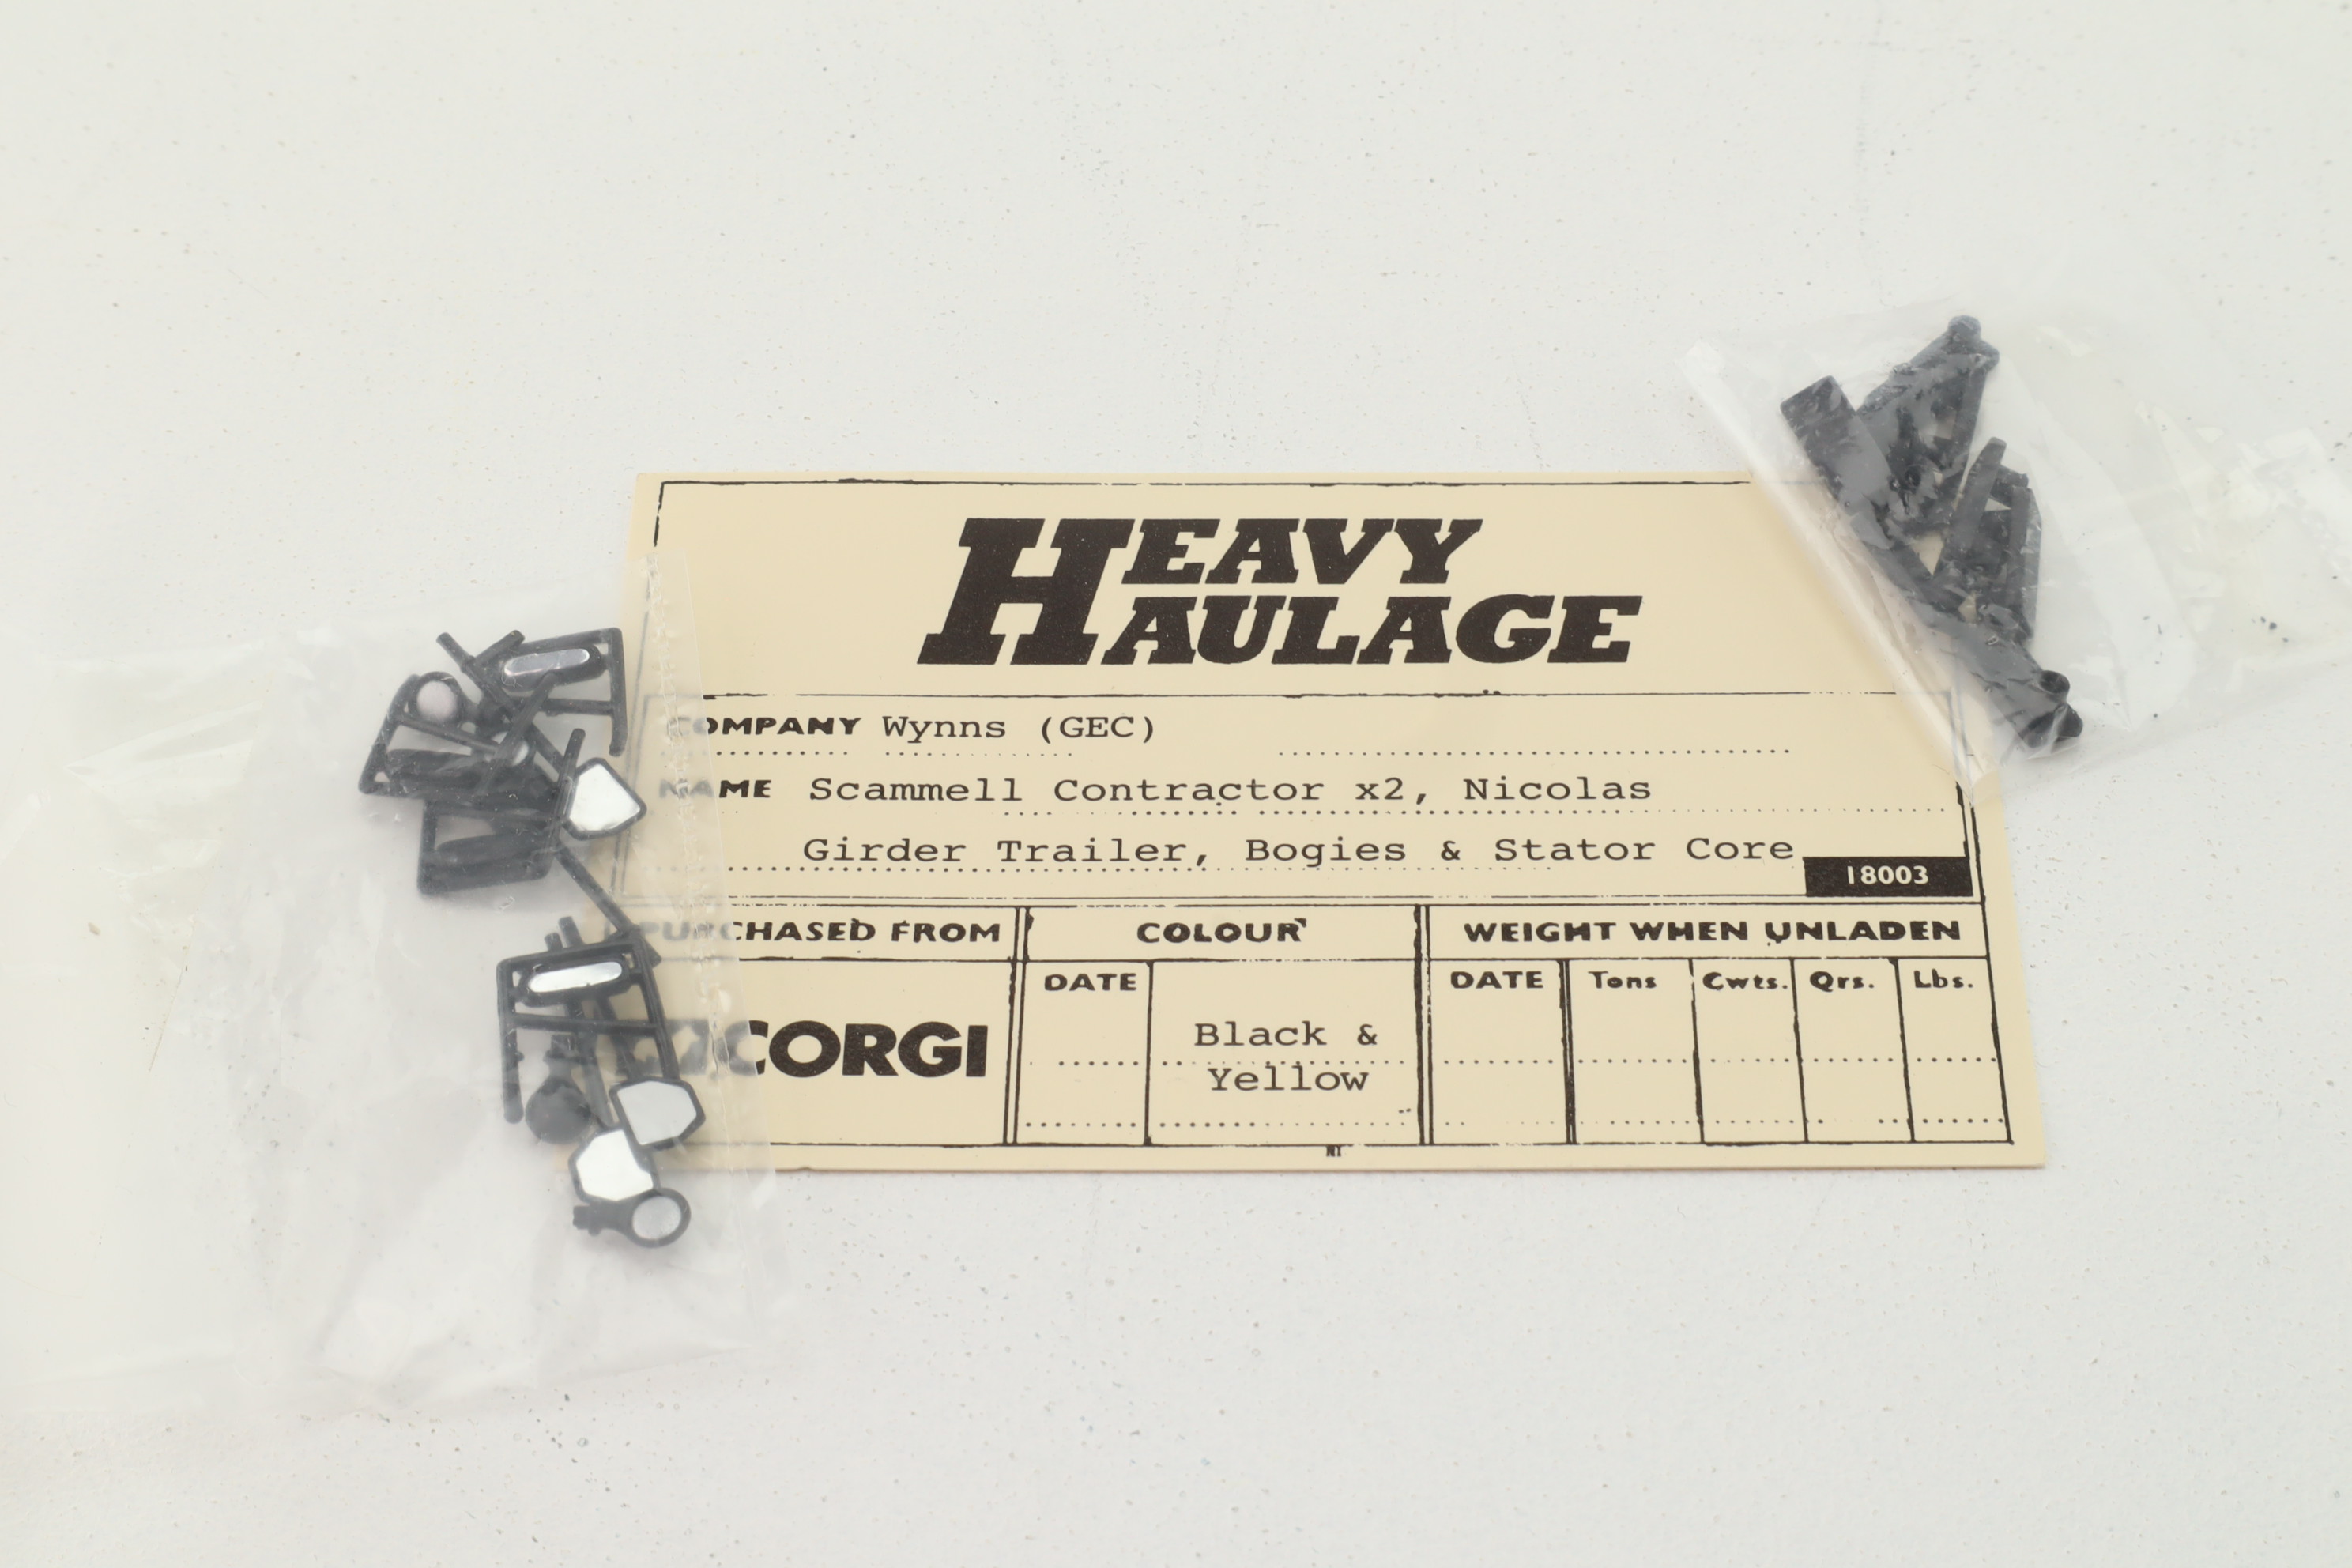 HEAVY
HAULAGE
COMPANY Wynns (GEC)
NAME Scammell Contractor x2, Nicolas
Girder Trailer, Bogies & Stator Core
18003
PURCHASED FROM COLOUR WEIGHT WHEN UNLADEN
DATE DATE Tons Cwts. Qrs. Lbs.
CORGI Black &
Yellow